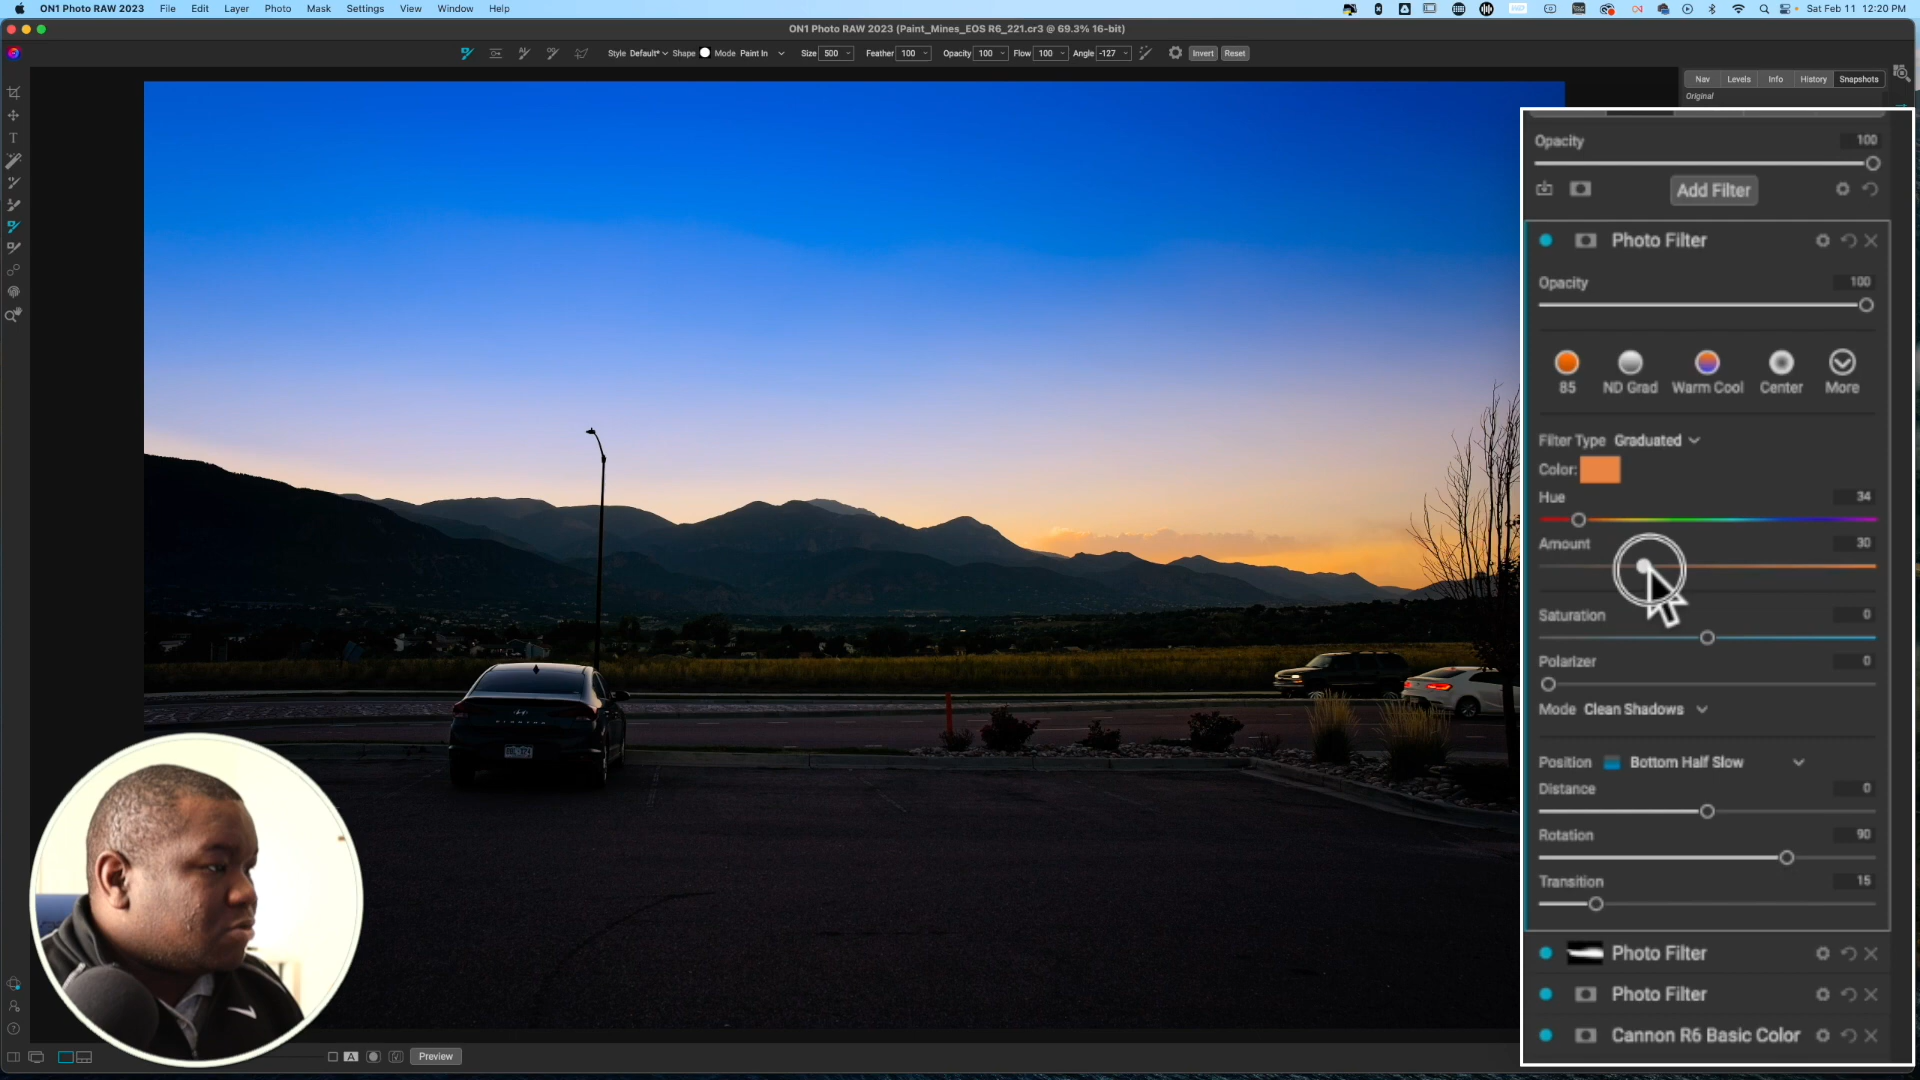 ON1 Photo RAW 2023 File Edit Layer Photo Mask Settings View Window Help Sat Feb 11 12:20 PM
ON1 Photo RAW 2023 (Paint_Mines_EOS R6_221.cr3 @ 69.3% 16-bit)
Style Default* Shape Mode Paint In Size 500 Feather 100 Opacity 100 Flow 100 Angle -127 Invert Reset
Nav Levels Info History Snapshots
Original
Opacity 100
Add Filter
Photo Filter
Opacity 100
85 ND Grad Warm Cool Center More
Filter Type Graduated
Color:
Hue 34
Amount 30
Saturation 0
Polarizer 0
Mode Clean Shadows
Position Bottom Half Slow
Distance 0
Rotation 90
Transition 15
Photo Filter
Photo Filter
Cannon R6 Basic Color
A Preview